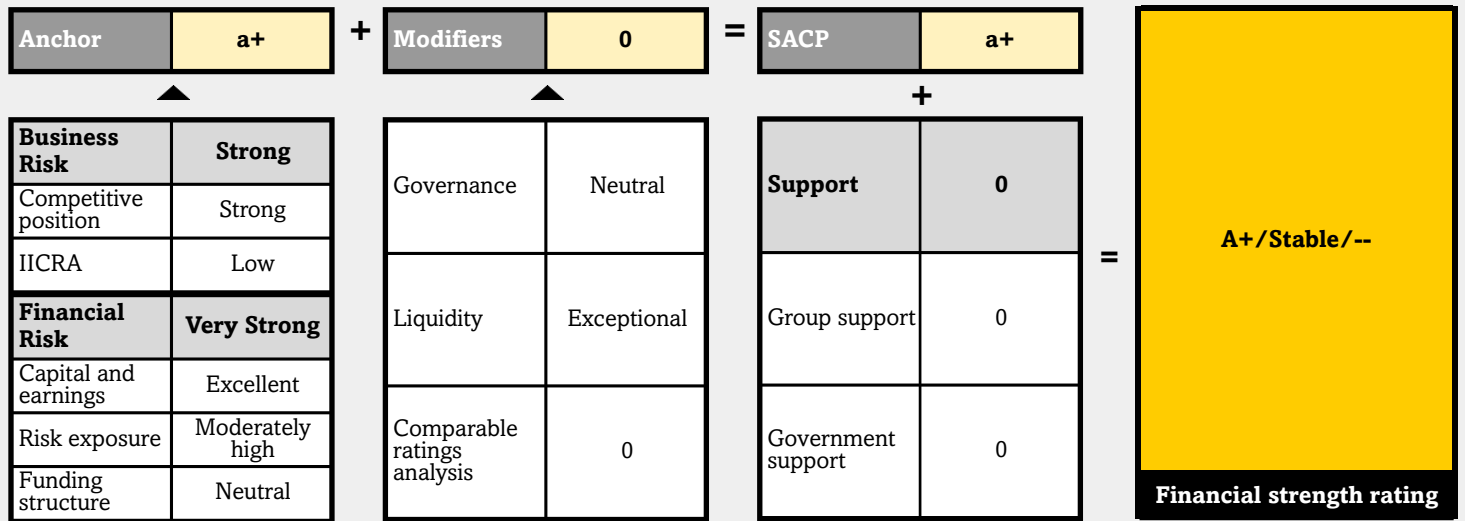 Anchor a+ + Modifiers 0 = SACP a+
+
Business
Risk
Strong
Competitive
position
Strong
IICRA Low
Financial
Risk
Very Strong
Capital and
earnings
Excellent
Risk exposure
Moderately
high
Funding
structure
Neutral
Governance Neutral
Liquidity Exceptional
Comparable
ratings
analysis
0
Support 0
Group support 0
Government
support
0
=
A+/Stable/--
Financial strength rating